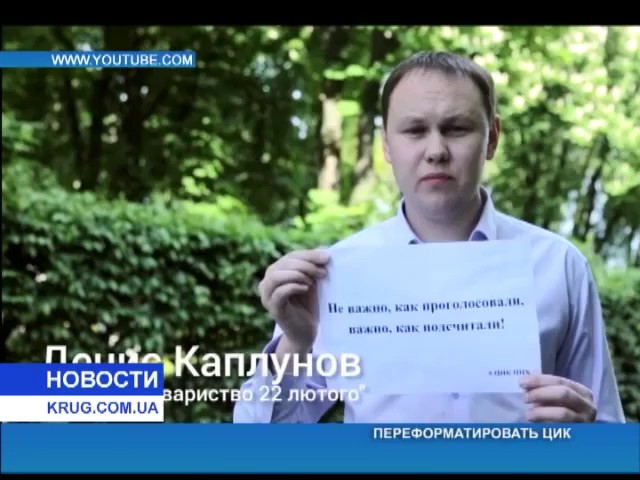 WWW.YOUTUBE.COM
Не важно, как проголосовали,
важно, как подсчитали!
Каплунов
22 лютого"
НОВОСТИ
KRUG.COM.UA
ПЕРЕФОРМАТИРОВАТЬ ЦИК